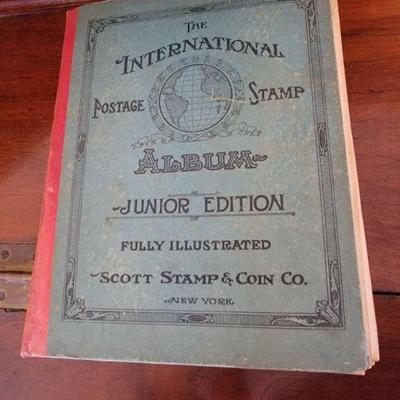 The
International
Postage Stamp
Album
Junior Edition
Fully Illustrated
Scott Stamp & Coin Co.
New York